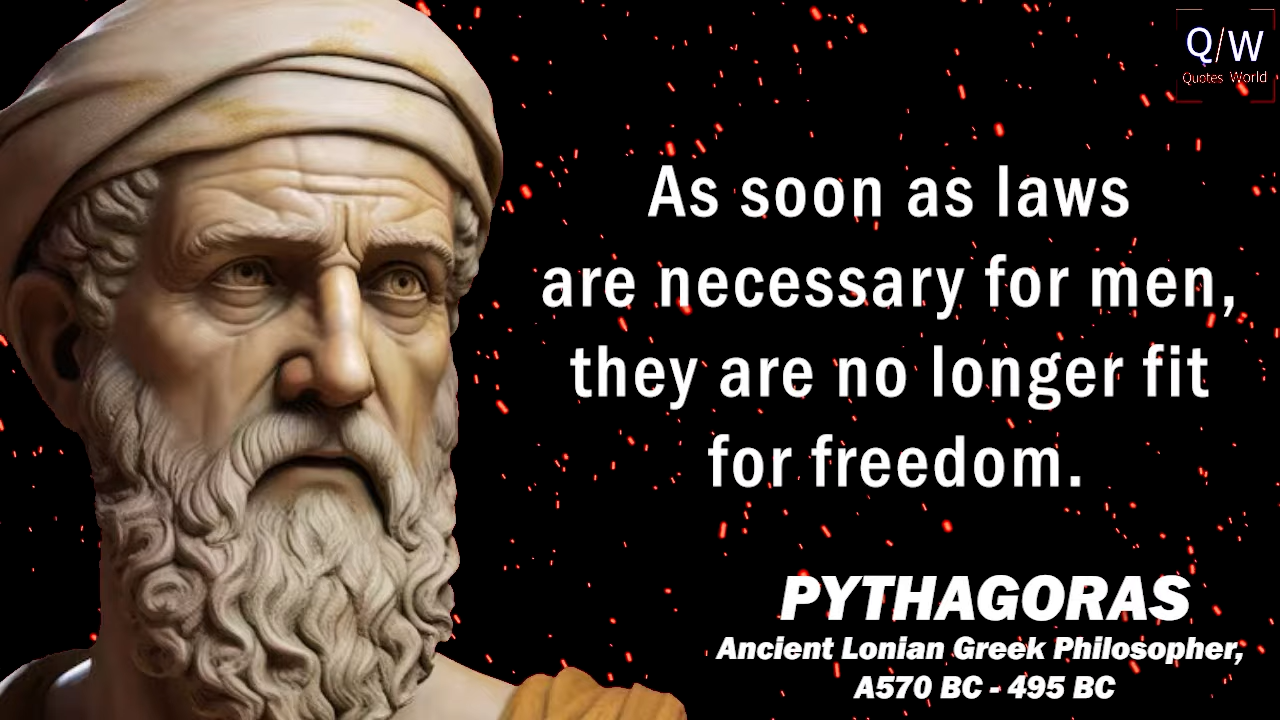 Q/W
Quotes World
As soon as laws
are necessary for men,
they are no longer fit
for freedom.
PYTHAGORAS
Ancient Lonian Greek Philosopher,
A570 BC - 495 BC